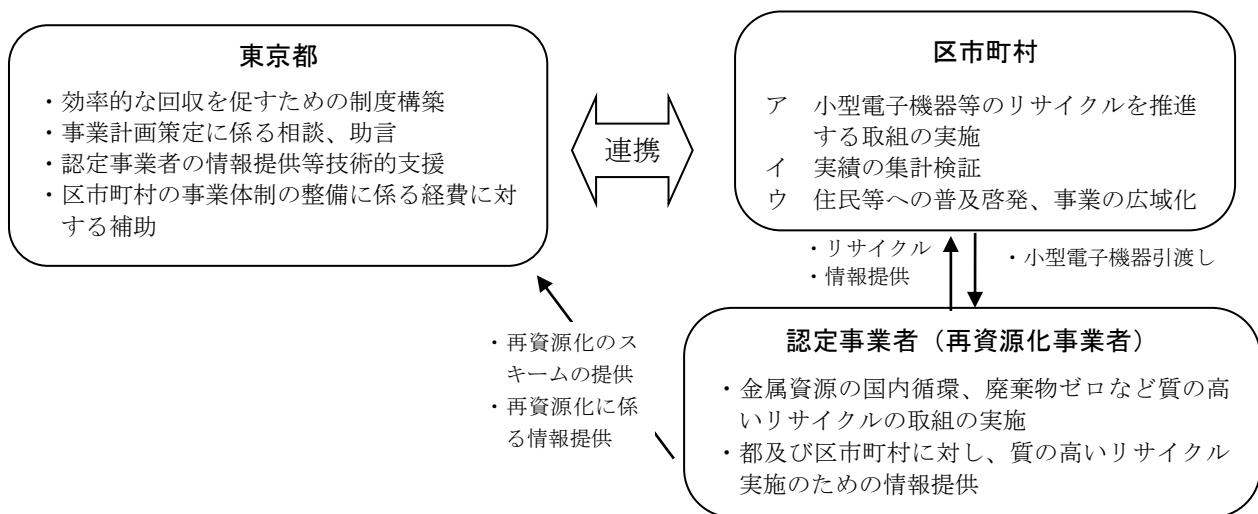 東京都
・効率的な回収を促すための制度構築
・事業計画策定に係る相談、助言
・認定事業者の情報提供等技術的支援
・区市町村の事業体制の整備に係る経費に対
する補助
連携
区市町村
ア 小型電子機器等のリサイクルを推進
する取組の実施
イ 実績の集計検証
ウ 住民等への普及啓発、事業の広域化
・リサイクル
・情報提供
・小型電子機器引渡し
・再資源化のス
キームの提供
・再資源化に係
る情報提供
認定事業者（再資源化事業者）
・金属資源の国内循環、廃棄物ゼロなど質の高
いリサイクルの取組の実施
・都及び区市町村に対し、質の高いリサイクル
実施のための情報提供